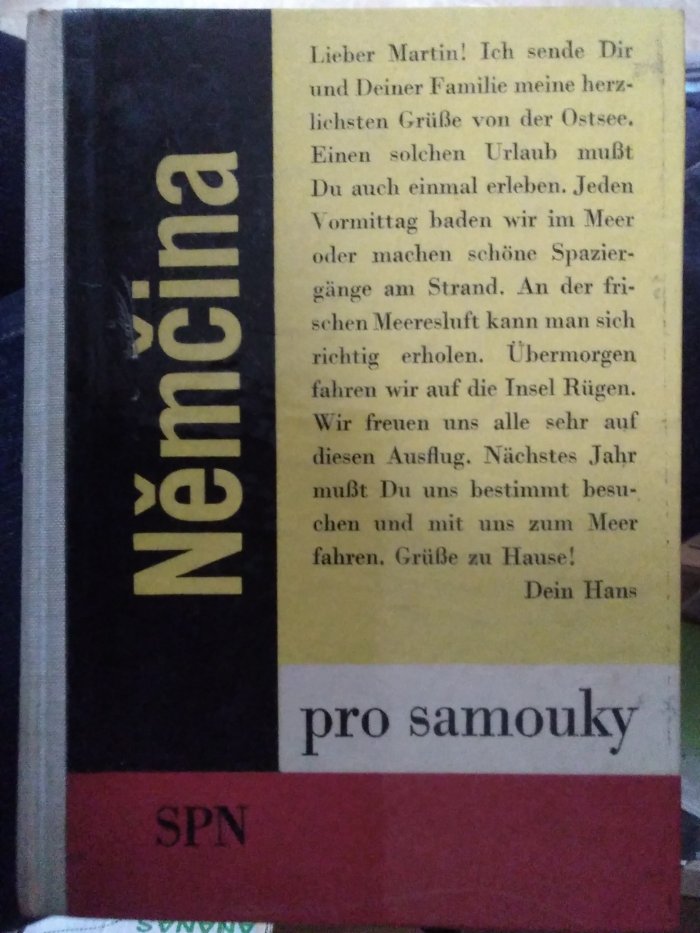 Němčina
Lieber Martin! Ich sende Dir
und Deiner Familie meine herz-
lichsten Grüße von der Ostsee.
Einen solchen Urlaub mußt
Du auch einmal erleben. Jeden
Vormittag baden wir im Meer
oder machen schöne Spazier-
gänge am Strand. An der fri-
schen Meeresluft kann man sich
richtig erholen. Übermorgen
fahren wir auf die Insel Rügen.
Wir freuen uns alle sehr auf
diesen Ausflug. Nächstes Jahr
mußt Du uns bestimmt besu-
chen und mit uns zum Meer
fahren. Grüße zu Hause!
Dein Hans
pro samouky
SPN
ANANAS